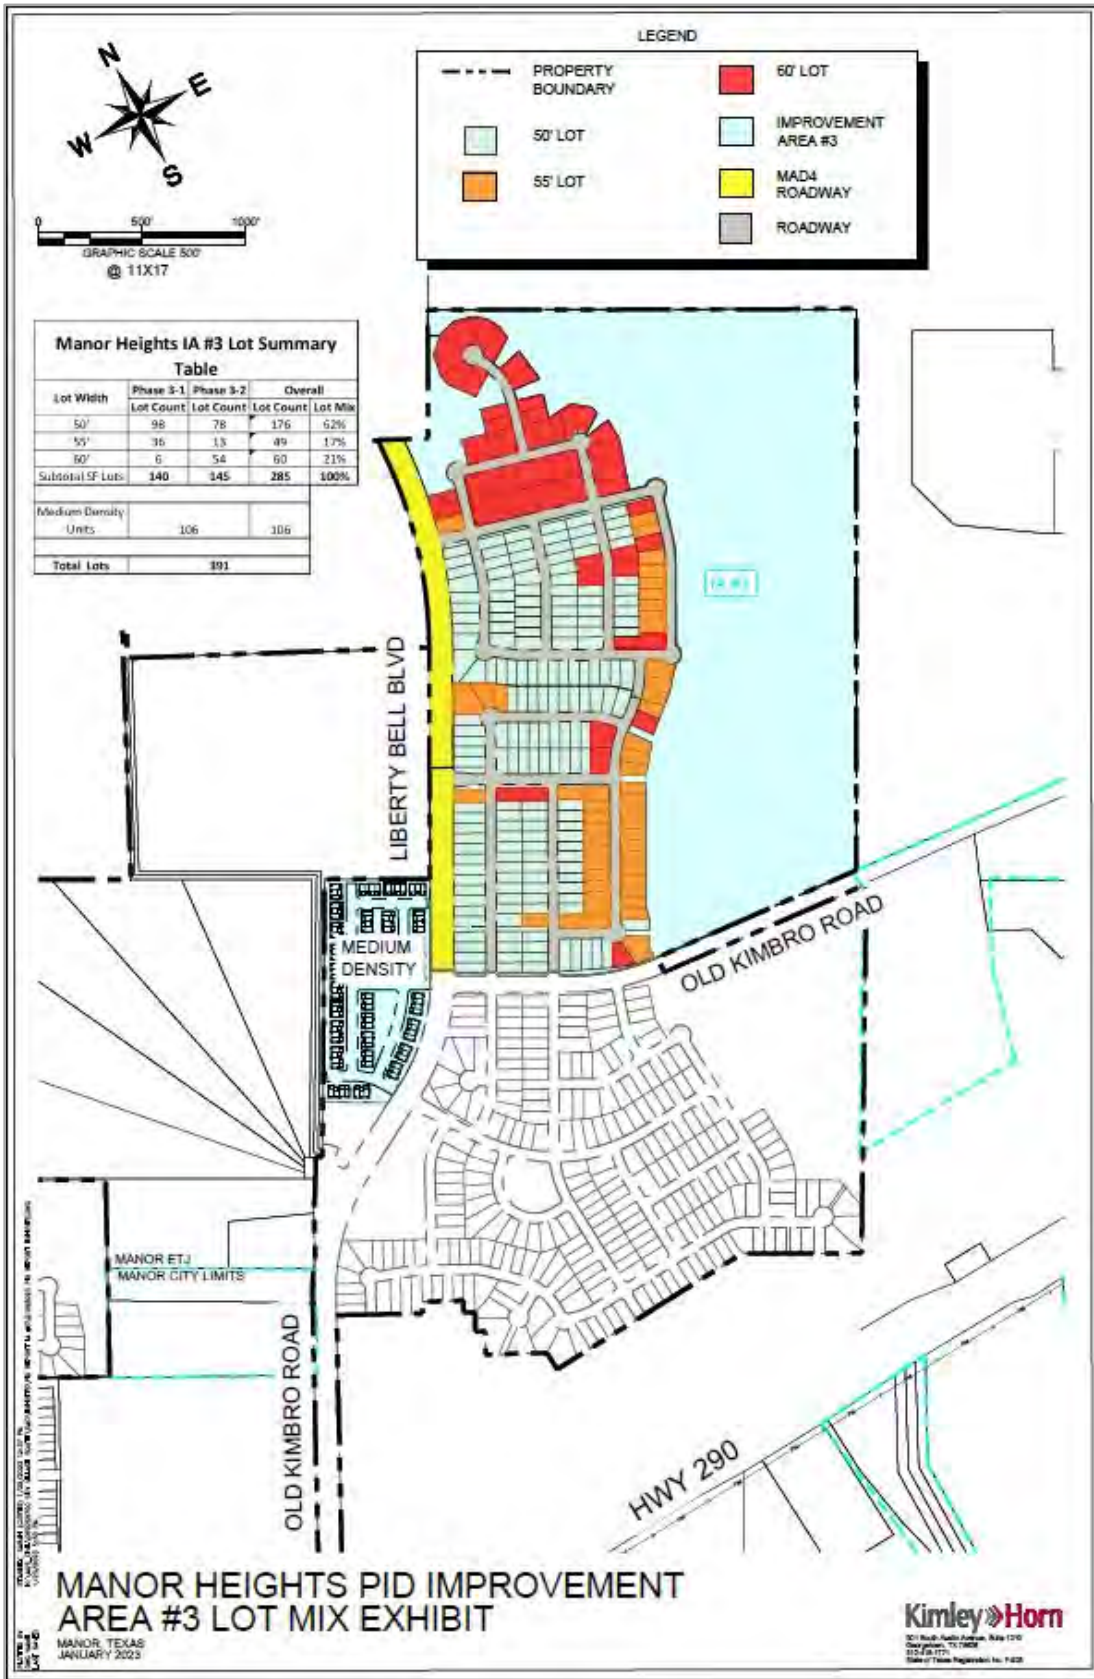 LEGEND
PROPERTY
BOUNDARY
50' LOT
55' LOT
60' LOT
IMPROVEMENT
AREA #3
MAD4
ROADWAY
ROADWAY
N
E
W
S
0 500' 1000'
GRAPHIC SCALE 500'
@ 11X17
Manor Heights IA #3 Lot Summary
Table
Lot Width Phase 3-1 Phase 3-2 Overall
Lot Count Lot Count Lot Count Lot Mix
50' 98 78 176 62%
55' 36 13 49 17%
60' 6 54 60 21%
Subtotal SF Lots 140 145 285 100%
Medium Density
Units 106 106
Total Lots 391
IA #3
LIBERTY BELL BLVD
MEDIUM
DENSITY
OLD KIMBRO ROAD
MANOR ETJ
MANOR CITY LIMITS
OLD KIMBRO ROAD
HWY 290
MANOR HEIGHTS PID IMPROVEMENT
AREA #3 LOT MIX EXHIBIT
MANOR, TEXAS
JANUARY 2023
Kimley»Horn